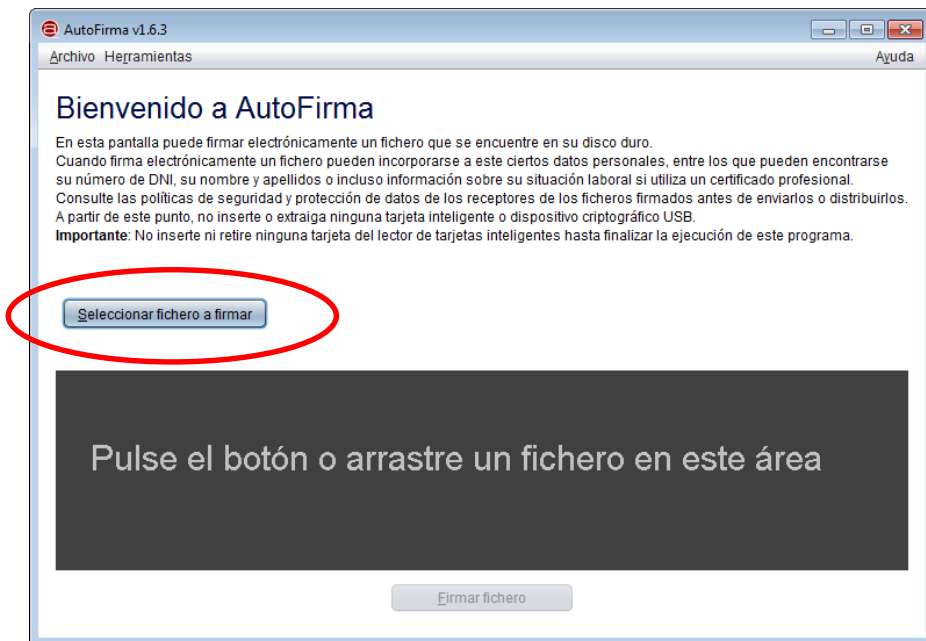 AutoFirma v1.6.3
Archivo Herramientas Ayuda
Bienvenido a AutoFirma
En esta pantalla puede firmar electrónicamente un fichero que se encuentre en su disco duro.
Cuando firma electrónicamente un fichero pueden incorporarse a este ciertos datos personales, entre los que pueden encontrarse
su número de DNI, su nombre y apellidos o incluso información sobre su situación laboral si utiliza un certificado profesional.
Consulte las políticas de seguridad y protección de datos de los receptores de los ficheros firmados antes de enviarlos o distribuirlos.
A partir de este punto, no inserte o extraiga ninguna tarjeta inteligente o dispositivo criptográfico USB.
Importante: No inserte ni retire ninguna tarjeta del lector de tarjetas inteligentes hasta finalizar la ejecución de este programa.
Seleccionar fichero a firmar
Pulse el botón o arrastre un fichero en este área
Firmar fichero